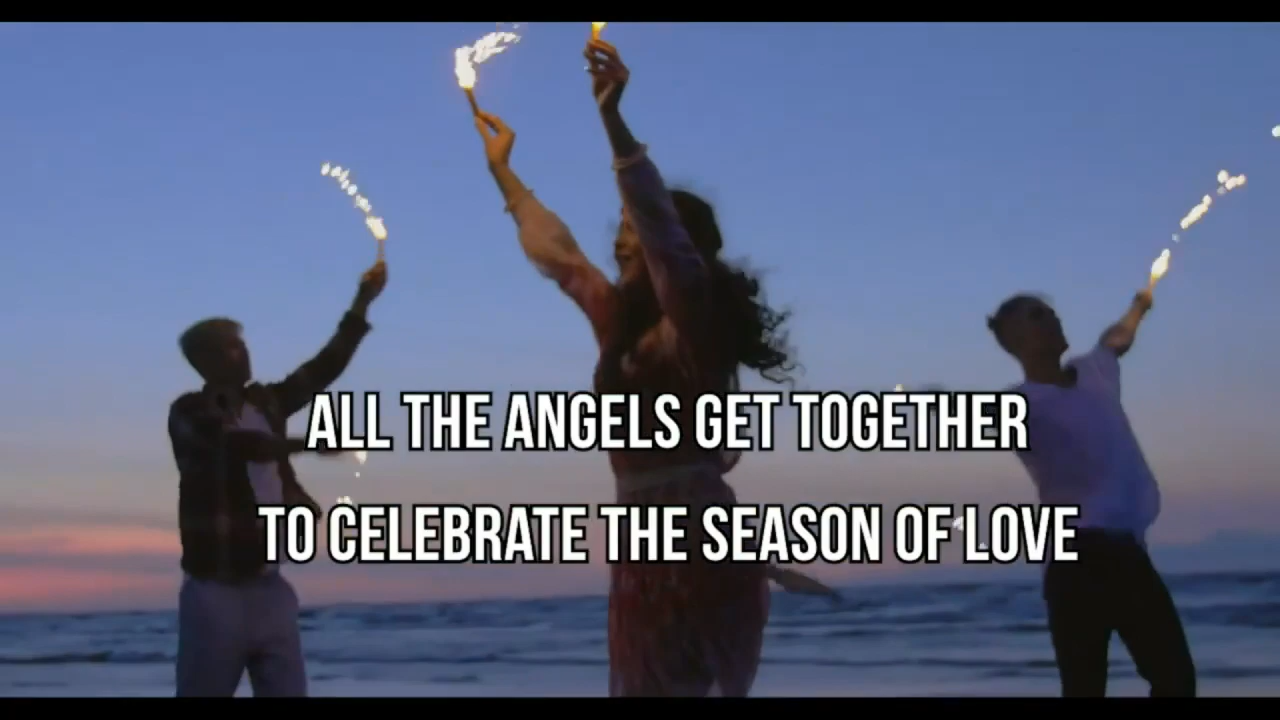 ALL THE ANGELS GET TOGETHER
TO CELEBRATE THE SEASON OF LOVE